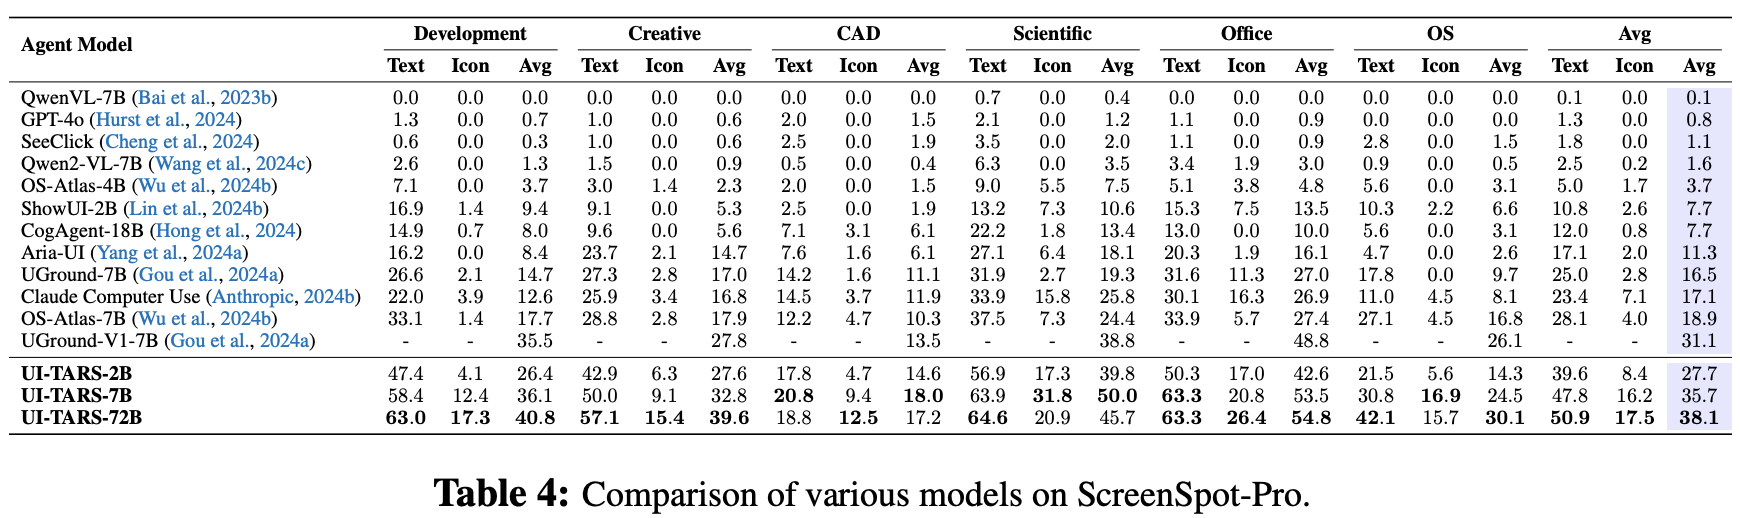 Agent Model Development Creative CAD Scientific Office OS Avg
Text Icon Avg Text Icon Avg Text Icon Avg Text Icon Avg Text Icon Avg Text Icon Avg Text Icon Avg
QwenVL-7B (Bai et al., 2023b) 0.0 0.0 0.0 0.0 0.0 0.0 0.0 0.0 0.0 0.7 0.0 0.4 0.0 0.0 0.0 0.0 0.0 0.0 0.1 0.0 0.1
GPT-4o (Hurst et al., 2024) 1.3 0.0 0.7 1.0 0.0 0.6 2.0 0.0 1.5 2.1 0.0 1.2 1.1 0.0 0.9 0.0 0.0 0.0 1.3 0.0 0.8
SeeClick (Cheng et al., 2024) 0.6 0.0 0.3 1.0 0.0 0.6 2.5 0.0 1.9 3.5 0.0 2.0 1.1 0.0 0.9 2.8 0.0 1.5 1.8 0.0 1.1
Qwen2-VL-7B (Wang et al., 2024c) 2.6 0.0 1.3 1.5 0.0 0.9 0.5 0.0 0.4 6.3 0.0 3.5 3.4 1.9 3.0 0.9 0.0 0.5 2.5 0.2 1.6
OS-Atlas-4B (Wu et al., 2024b) 7.1 0.0 3.7 3.0 1.4 2.3 2.0 0.0 1.5 9.0 5.5 7.5 5.1 3.8 4.8 5.6 0.0 3.1 5.0 1.7 3.7
ShowUI-2B (Lin et al., 2024b) 16.9 1.4 9.4 9.1 0.0 5.3 2.5 0.0 1.9 13.2 7.3 10.6 15.3 7.5 13.5 10.3 2.2 6.6 10.8 2.6 7.7
CogAgent-18B (Hong et al., 2024) 14.9 0.7 8.0 9.6 0.0 5.6 7.1 3.1 6.1 22.2 1.8 13.4 13.0 0.0 10.0 5.6 0.0 3.1 12.0 0.8 7.7
Aria-UI (Yang et al., 2024a) 16.2 0.0 8.4 23.7 2.1 14.7 7.6 1.6 6.1 27.1 6.4 18.1 20.3 1.9 16.1 4.7 0.0 2.6 17.1 2.0 11.3
UGround-7B (Gou et al., 2024a) 26.6 2.1 14.7 27.3 2.8 17.0 14.2 1.6 11.1 31.9 2.7 19.3 31.6 11.3 27.0 17.8 0.0 9.7 25.0 2.8 16.5
Claude Computer Use (Anthropic, 2024b) 22.0 3.9 12.6 25.9 3.4 16.8 14.5 3.7 11.9 33.9 15.8 25.8 30.1 16.3 26.9 11.0 4.5 8.1 23.4 7.1 17.1
OS-Atlas-7B (Wu et al., 2024b) 33.1 1.4 17.7 28.8 2.8 17.9 12.2 4.7 10.3 37.5 7.3 24.4 33.9 5.7 27.4 27.1 4.5 16.8 28.1 4.0 18.9
UGround-V1-7B (Gou et al., 2024a) - - 35.5 - - 27.8 - - 13.5 - - 38.8 - - 48.8 - - 26.1 - - 31.1
UI-TARS-2B 47.4 4.1 26.4 42.9 6.3 27.6 17.8 4.7 14.6 56.9 17.3 39.8 50.3 17.0 42.6 21.5 5.6 14.3 39.6 8.4 27.7
UI-TARS-7B 58.4 12.4 36.1 50.0 9.1 32.8 20.8 9.4 18.0 63.9 31.8 50.0 63.3 20.8 53.5 30.8 16.9 24.5 47.8 16.2 35.7
UI-TARS-72B 63.0 17.3 40.8 57.1 15.4 39.6 18.8 12.5 17.2 64.6 20.9 45.7 63.3 26.4 54.8 42.1 15.7 30.1 50.9 17.5 38.1
Table 4: Comparison of various models on ScreenSpot-Pro.